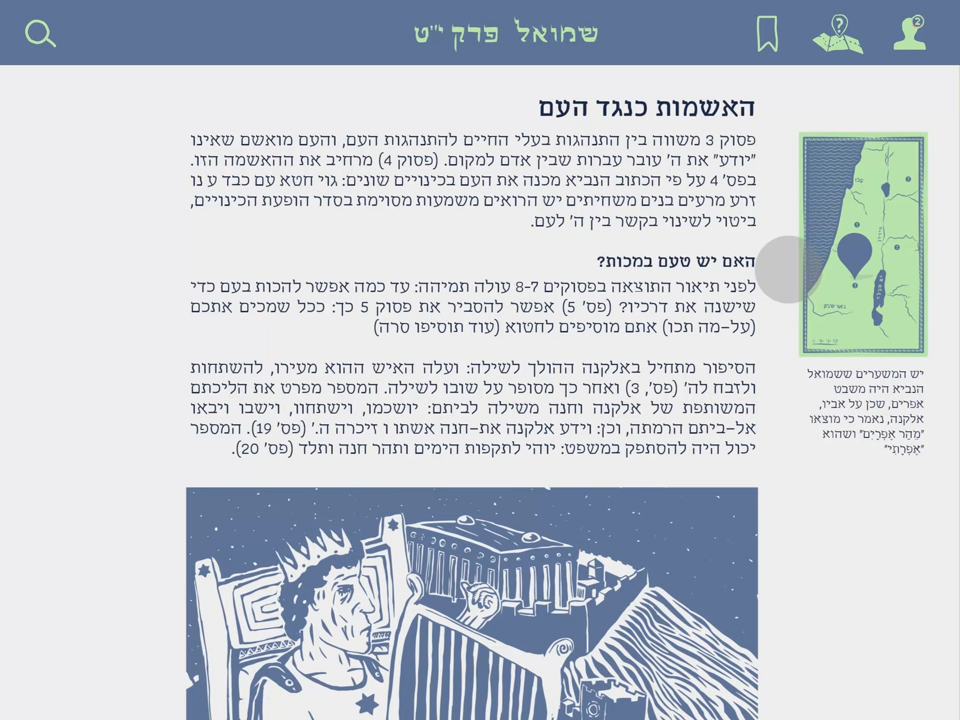 שמואל פרק י"ט
2
?
האשמות כנגד העם
פסוק 3 משווה בין התנהגות בעלי החיים להתנהגות העם, והעם מואשם שאינו
"יודע" את ה' עובר עברות שבין אדם למקום. (פסוק 4) מרחיב את ההאשמה הזו.
בפס' 4 על פי הכתוב הנביא מכנה את העם בכינויים שונים: גוי חטא עם כבד ע נו
זרע מרעים בנים משחיתים יש הרואים משמעות מסוימת בסדר הופעת הכינויים,
ביטוי לשינוי בקשר בין ה' לעם.
האם יש טעם במכות?
לפני תיאור התוצאה בפסוקים 8-7 עולה תמיהה: עד כמה אפשר להכות בעם כדי
שישנה את דרכיו? (פס' 5) אפשר להסביר את פסוק 5 כך: ככל שמכים אתכם
(על–מה תכו) אתם מוסיפים לחטוא (עוד תוסיפו סרה)
הסיפור מתחיל באלקנה ההולך לשילה: ועלה האיש ההוא מעירו, להשתחות
ולזבח לה' (פס', 3) ואחר כך מסופר על שובו לשילה. המספר מפרט את הליכתם
המשותפת של אלקנה וחנה משילה לביתם: יושכמו, וישתחוו, וישבו ויבאו
אל–ביתם הרמתה, וכן: וידע אלקנה את–חנה אשתו ו זיכרה ה.' (פס' 19). המספר
יכול היה להסתפק במשפט: יוהי לתקפות הימים ותהר חנה ותלד (פס' 20).
יש המשערים ששמואל
הנביא היה משבט
אפרים, שכן על אביו,
אלקנה, נאמר כי מוצאו
"מֵהַר אֶפְרָיִם" ושהוא
"אֶפְרָתִי"